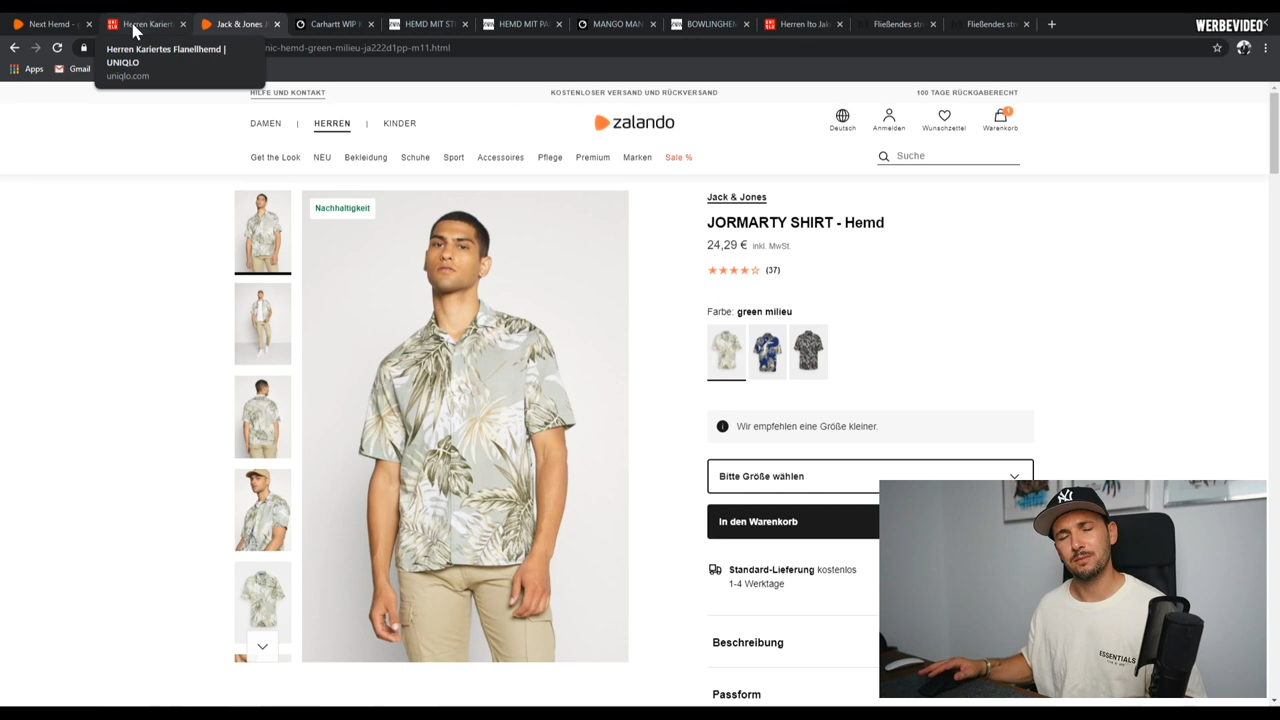 Next Hemd - g
Herren Kariert
Jack & Jones J
Carhartt WIP K
HEMD MIT STR
HEMD MIT PA
MANGO MAN
BOWLINGHEM
Herren Ito Jak
Fließendes stru
Fließendes stru
WERBEVIDEO
Herren Kariertes Flanellhemd |
UNIQLO
uniqlo.com
nic-hemd-green-milieu-ja222d1pp-m11.html
Apps
Gmail
HILFE UND KONTAKT
KOSTENLOSER VERSAND UND RÜCKVERSAND
100 TAGE RÜCKGABERECHT
DAMEN | HERREN | KINDER
zalando
Deutsch
Anmelden
Wunschzettel
1
Warenkorb
Get the Look NEU Bekleidung Schuhe Sport Accessoires Pflege Premium Marken Sale %
Suche
Nachhaltigkeit
Jack & Jones
JORMARTY SHIRT - Hemd
24,29 € inkl. MwSt.
(37)
Farbe: green milieu
Wir empfehlen eine Größe kleiner.
Bitte Größe wählen
In den Warenkorb
Standard-Lieferung kostenlos
1-4 Werktage
Beschreibung
Passform
NY
ESSENTIALS